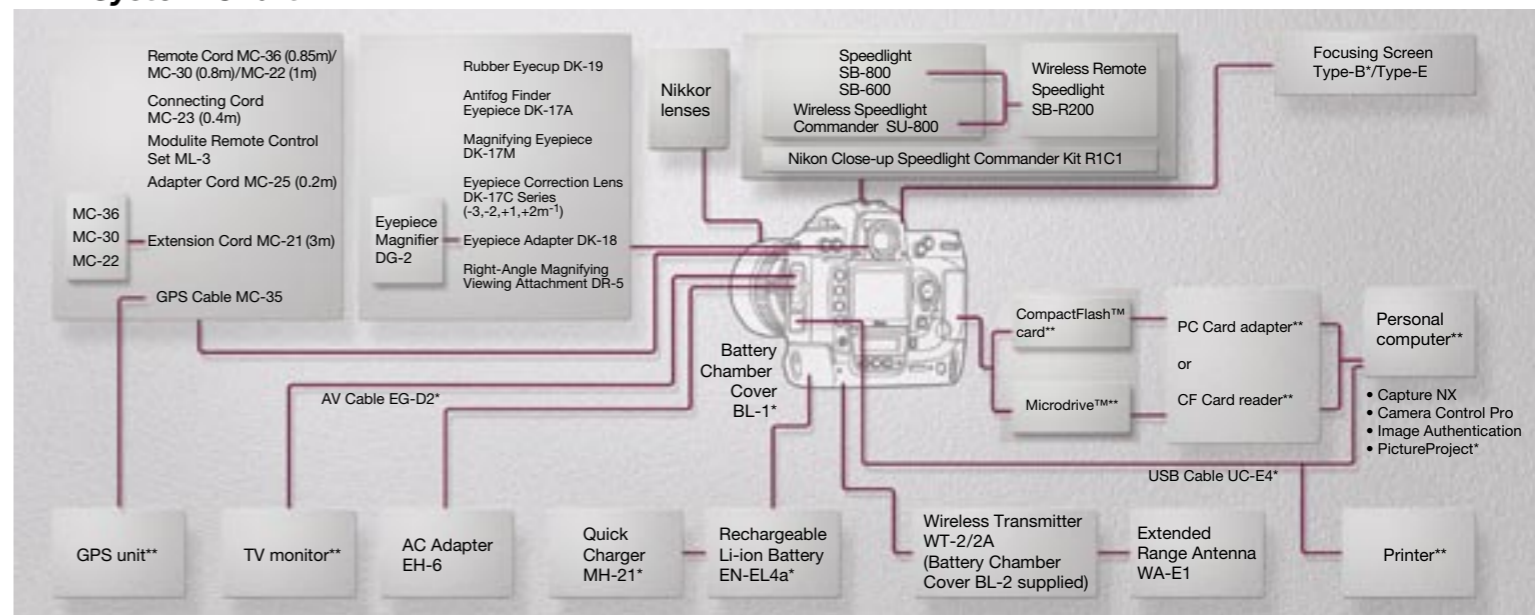 Remote Cord MC-36 (0.85m)/
MC-30 (0.8m)/MC-22 (1m)
Connecting Cord
MC-23 (0.4m)
Modulite Remote Control
Set ML-3
Adapter Cord MC-25 (0.2m)
MC-36
MC-30
MC-22
Extension Cord MC-21 (3m)
GPS Cable MC-35
Rubber Eyecup DK-19
Antifog Finder
Eyepiece DK-17A
Magnifying Eyepiece
DK-17M
Eyepiece Correction Lens
DK-17C Series
(-3,-2,+1,+2m⁻¹)
Eyepiece
Magnifier
DG-2
Eyepiece Adapter DK-18
Right-Angle Magnifying
Viewing Attachment DR-5
Nikkor
lenses
Speedlight
SB-800
SB-600
Wireless Speedlight
Commander SU-800
Wireless Remote
Speedlight
SB-R200
Nikon Close-up Speedlight Commander Kit R1C1
Focusing Screen
Type-B*/Type-E
Battery
Chamber
Cover
BL-1*
CompactFlash™
card**
Microdrive™**
PC Card adapter**
or
CF Card reader**
Personal
computer**
• Capture NX
• Camera Control Pro
• Image Authentication
• PictureProject*
AV Cable EG-D2*
USB Cable UC-E4*
GPS unit**
TV monitor**
AC Adapter
EH-6
Quick
Charger
MH-21*
Rechargeable
Li-ion Battery
EN-EL4a*
Wireless Transmitter
WT-2/2A
(Battery Chamber
Cover BL-2 supplied)
Extended
Range Antenna
WA-E1
Printer**